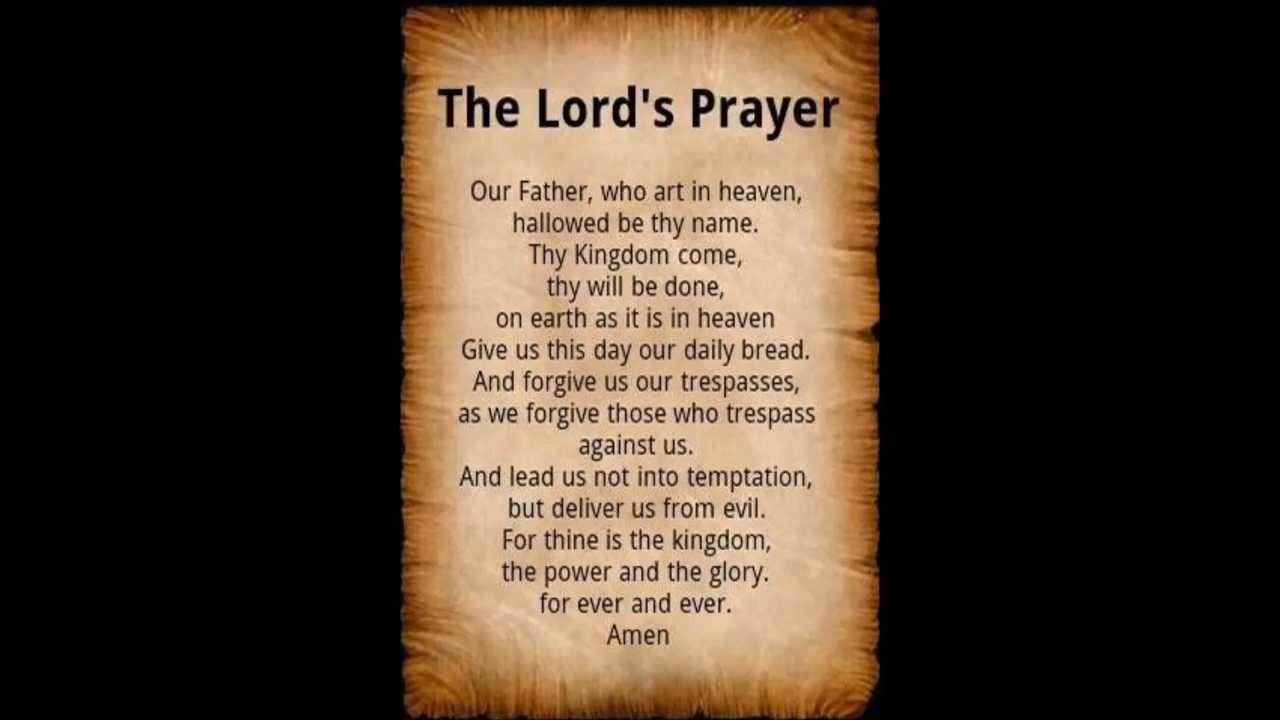 The Lord's Prayer
Our Father, who art in heaven,
hallowed be thy name.
Thy Kingdom come,
thy will be done,
on earth as it is in heaven
Give us this day our daily bread.
And forgive us our trespasses,
as we forgive those who trespass
against us.
And lead us not into temptation,
but deliver us from evil.
For thine is the kingdom,
the power and the glory.
for ever and ever.
Amen